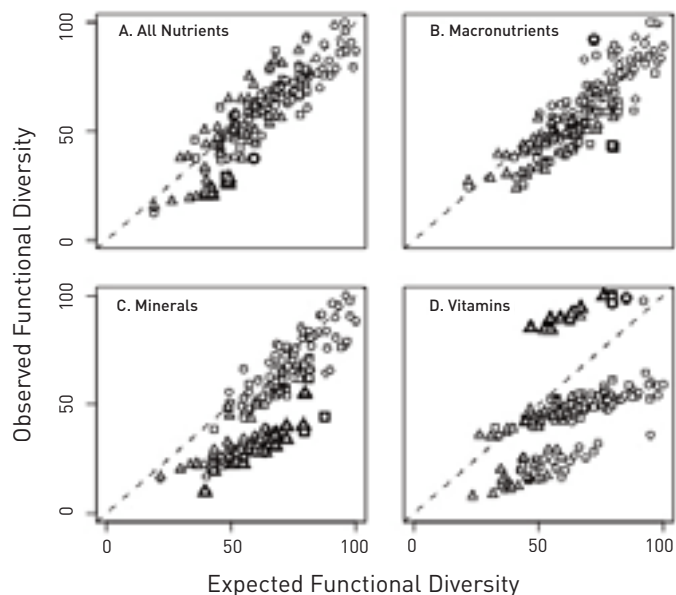 A. All Nutrients
B. Macronutrients
100
50
0
Observed Functional Diversity
C. Minerals
D. Vitamins
100
50
0
0
50
100
0
50
100
Expected Functional Diversity